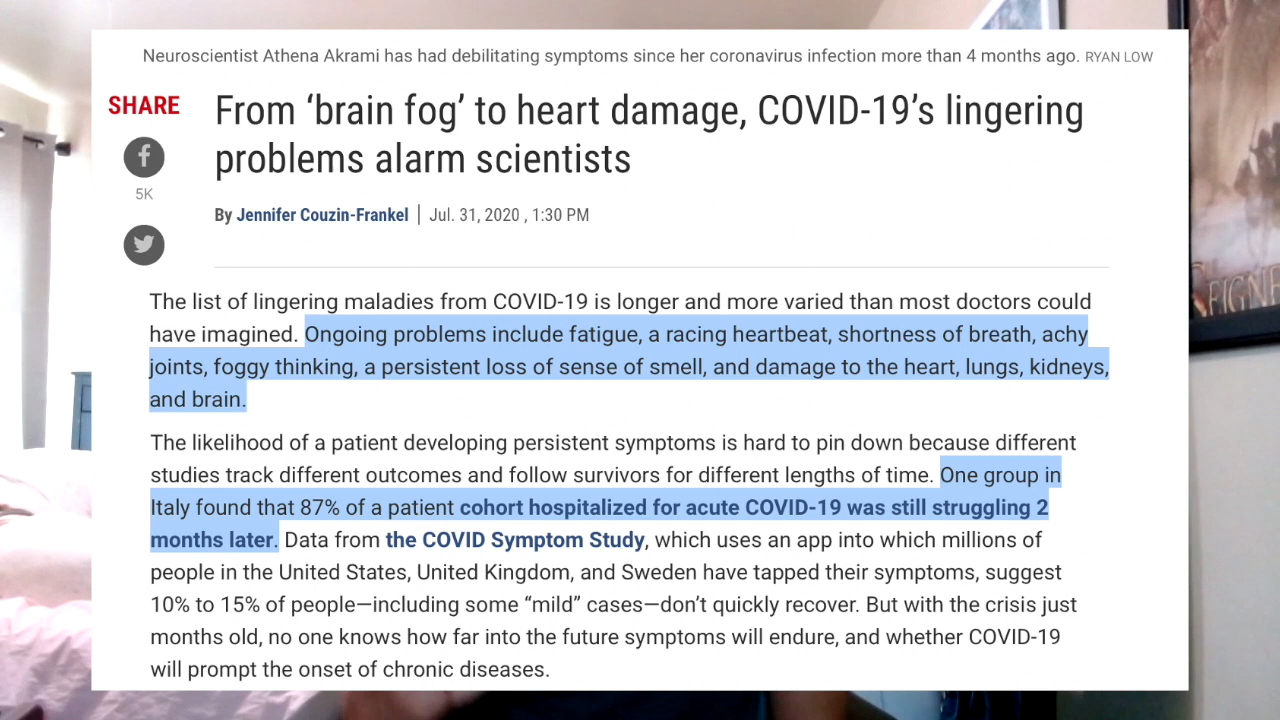 Neuroscientist Athena Akrami has had debilitating symptoms since her coronavirus infection more than 4 months ago. RYAN LOW
SHARE
5K
From ‘brain fog’ to heart damage, COVID-19’s lingering
problems alarm scientists
By Jennifer Couzin-Frankel | Jul. 31, 2020 , 1:30 PM
The list of lingering maladies from COVID-19 is longer and more varied than most doctors could
have imagined. Ongoing problems include fatigue, a racing heartbeat, shortness of breath, achy
joints, foggy thinking, a persistent loss of sense of smell, and damage to the heart, lungs, kidneys,
and brain.
The likelihood of a patient developing persistent symptoms is hard to pin down because different
studies track different outcomes and follow survivors for different lengths of time. One group in
Italy found that 87% of a patient cohort hospitalized for acute COVID-19 was still struggling 2
months later. Data from the COVID Symptom Study, which uses an app into which millions of
people in the United States, United Kingdom, and Sweden have tapped their symptoms, suggest
10% to 15% of people—including some “mild” cases—don’t quickly recover. But with the crisis just
months old, no one knows how far into the future symptoms will endure, and whether COVID-19
will prompt the onset of chronic diseases.